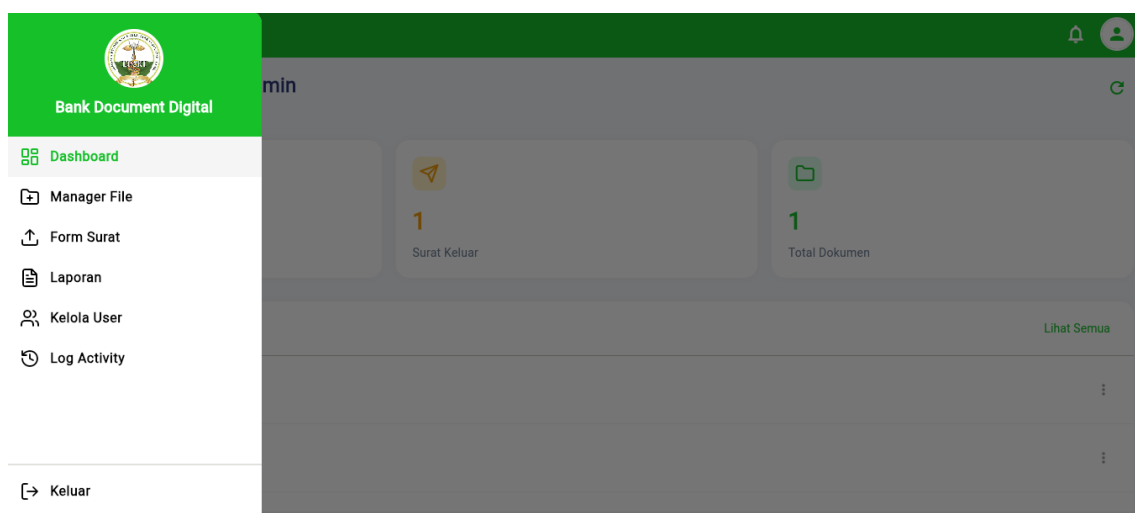 Bank Document Digital
Dashboard
Manager File
Form Surat
Laporan
Kelola User
Log Activity
Keluar
min
1
Surat Keluar
1
Total Dokumen
Lihat Semua